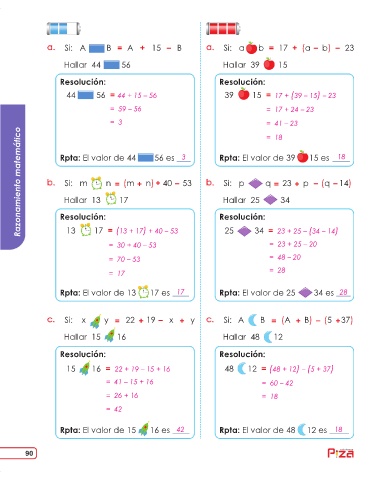 a. Si: A B = A + 15 – B
Hallar 44 56
Resolución:
44 56 = 44 + 15 – 56
= 59 – 56
= 3
Rpta: El valor de 44 56 es 3
a. Si: a b = 17 + (a – b) – 23
Hallar 39 15
Resolución:
39 15 = 17 + (39 – 15) – 23
= 17 + 24 – 23
= 41 – 23
= 18
Rpta: El valor de 39 15 es 18
b. Si: m n = (m + n) + 40 – 53
Hallar 13 17
Resolución:
13 17 = (13 + 17) + 40 – 53
= 30 + 40 – 53
= 70 – 53
= 17
Rpta: El valor de 13 17 es 17
b. Si: p q = 23 + p – (q – 14)
Hallar 25 34
Resolución:
25 34 = 23 + 25 – (34 – 14)
= 23 + 25 – 20
= 48 – 20
= 28
Rpta: El valor de 25 34 es 28
c. Si: x y = 22 + 19 – x + y
Hallar 15 16
Resolución:
15 16 = 22 + 19 – 15 + 16
= 41 – 15 + 16
= 26 + 16
= 42
Rpta: El valor de 15 16 es 42
c. Si: A B = (A + B) – (5 + 37)
Hallar 48 12
Resolución:
48 12 = (48 + 12) – (5 + 37)
= 60 – 42
= 18
Rpta: El valor de 48 12 es 18
Razonamiento matemático
90
Piza